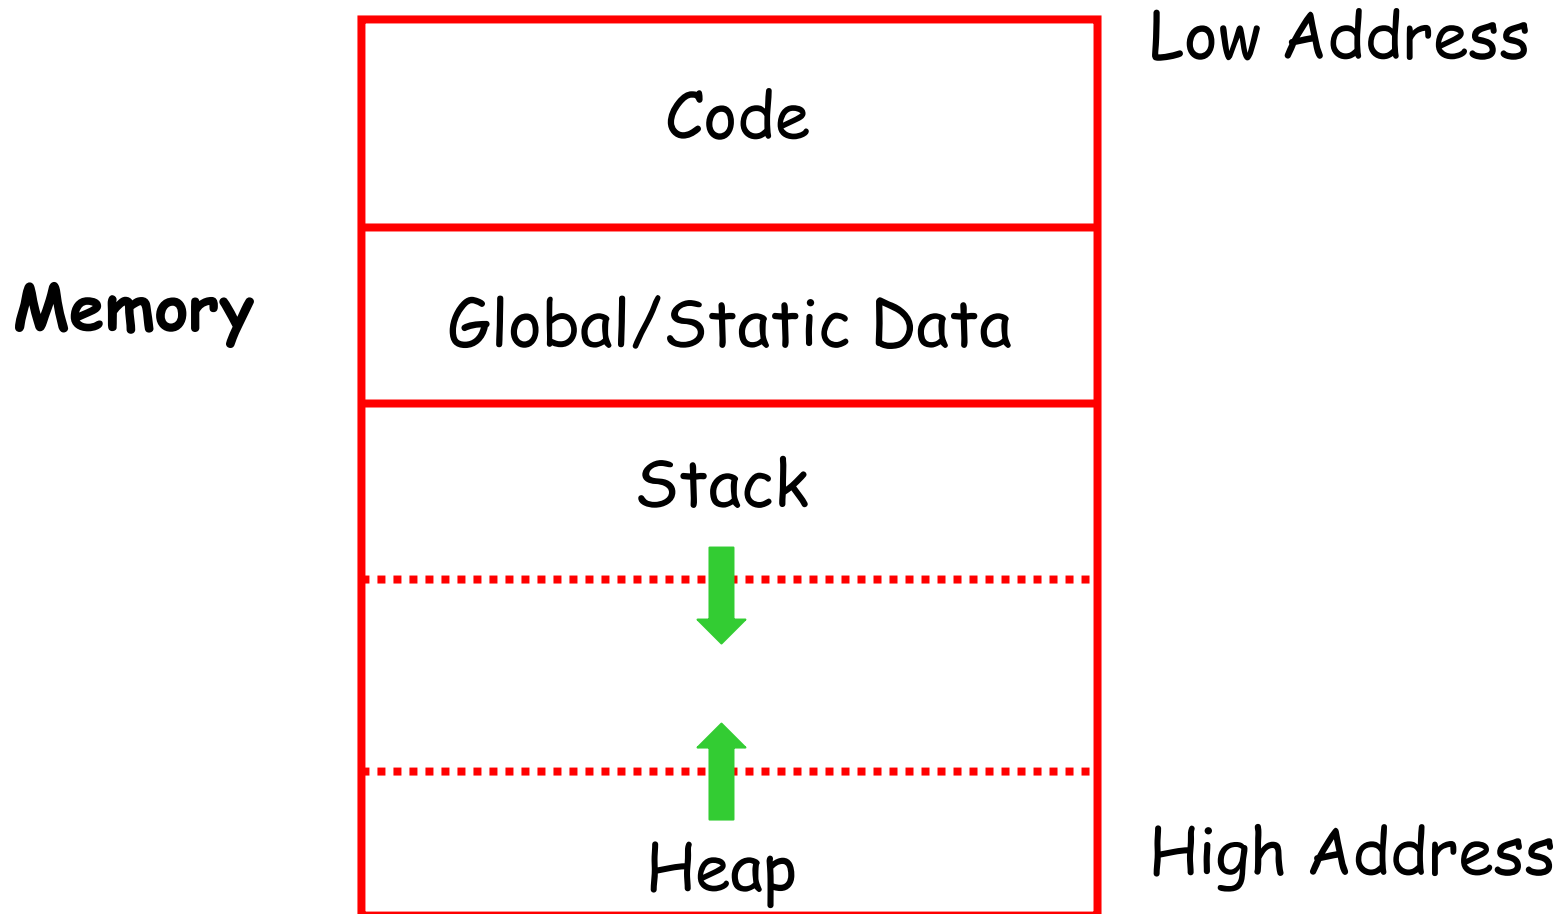 Low Address
Code
Memory
Global/Static Data
Stack
Heap
High Address